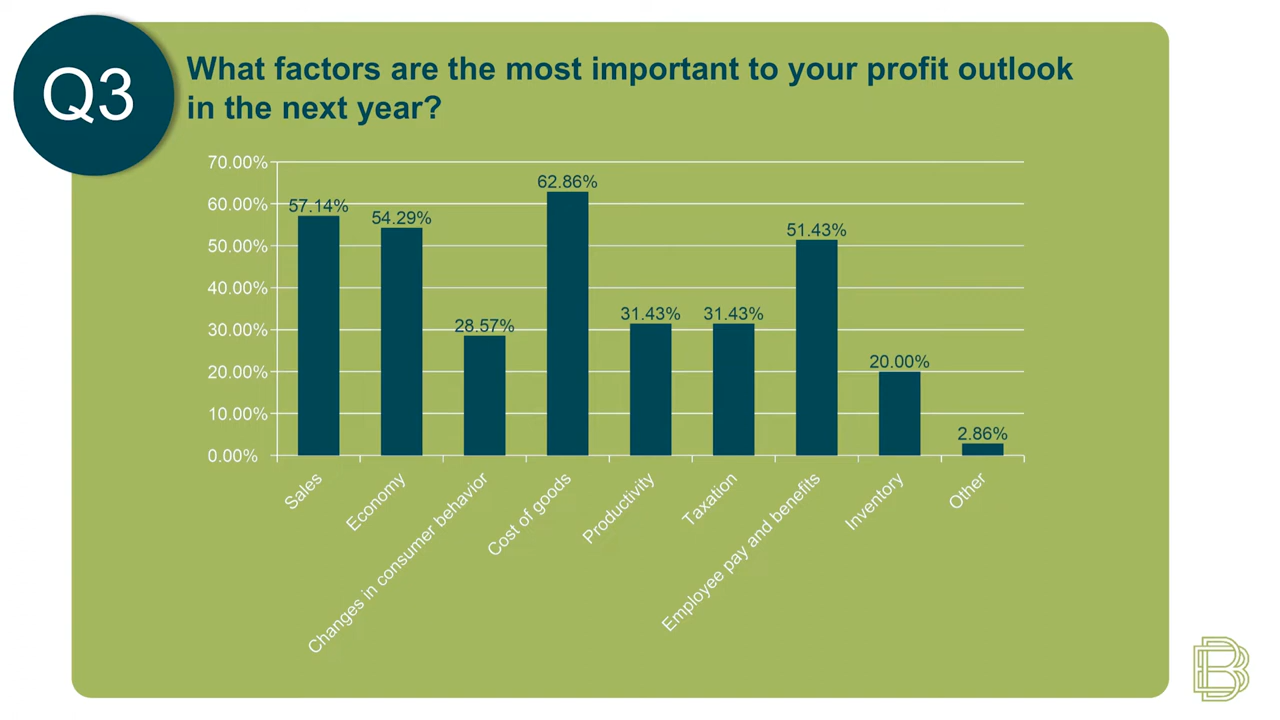 Q3
What factors are the most important to your profit outlook
in the next year?
70.00%
60.00%
50.00%
40.00%
30.00%
20.00%
10.00%
0.00%
57.14%
54.29%
28.57%
62.86%
31.43%
31.43%
51.43%
20.00%
2.86%
Sales
Economy
Changes in consumer behavior
Cost of goods
Productivity
Taxation
Employee pay and benefits
Inventory
Other
BB